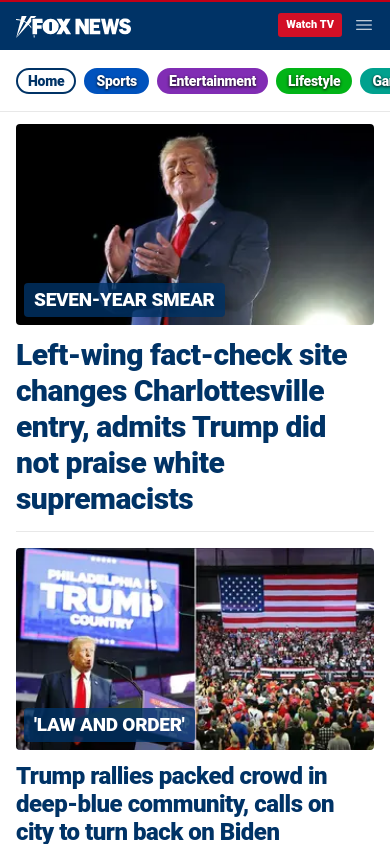 FOX NEWS
Watch TV
Home
Sports
Entertainment
Lifestyle
Ga
SEVEN-YEAR SMEAR
Left-wing fact-check site
changes Charlottesville
entry, admits Trump did
not praise white
supremacists
PHILADELPHIA IS
TRUMP
COUNTRY
'LAW AND ORDER'
Trump rallies packed crowd in
deep-blue community, calls on
city to turn back on Biden